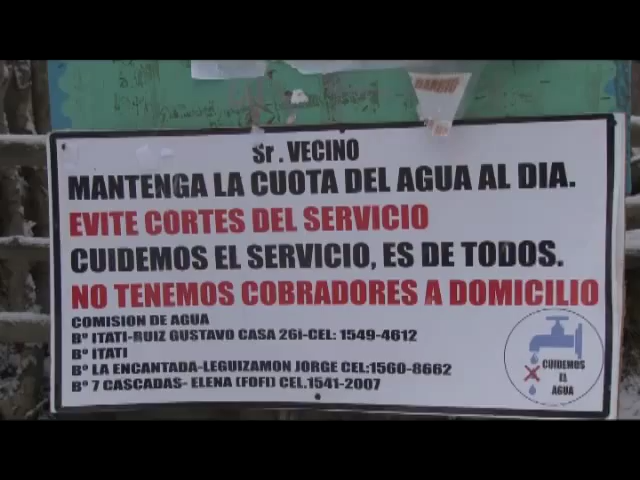 BARRIO
Sr . VECINO
MANTENGA LA CUOTA DEL AGUA AL DIA.
EVITE CORTES DEL SERVICIO
CUIDEMOS EL SERVICIO, ES DE TODOS.
NO TENEMOS COBRADORES A DOMICILIO
COMISION DE AGUA
Bº ITATI-RUIZ GUSTAVO CASA 26i-CEL: 1549-4612
Bº ITATI
Bº LA ENCANTADA-LEGUIZAMON JORGE CEL:1560-8662
Bº 7 CASCADAS- ELENA (FOFI) CEL.1541-2007
CUIDEMOS
EL
AGUA